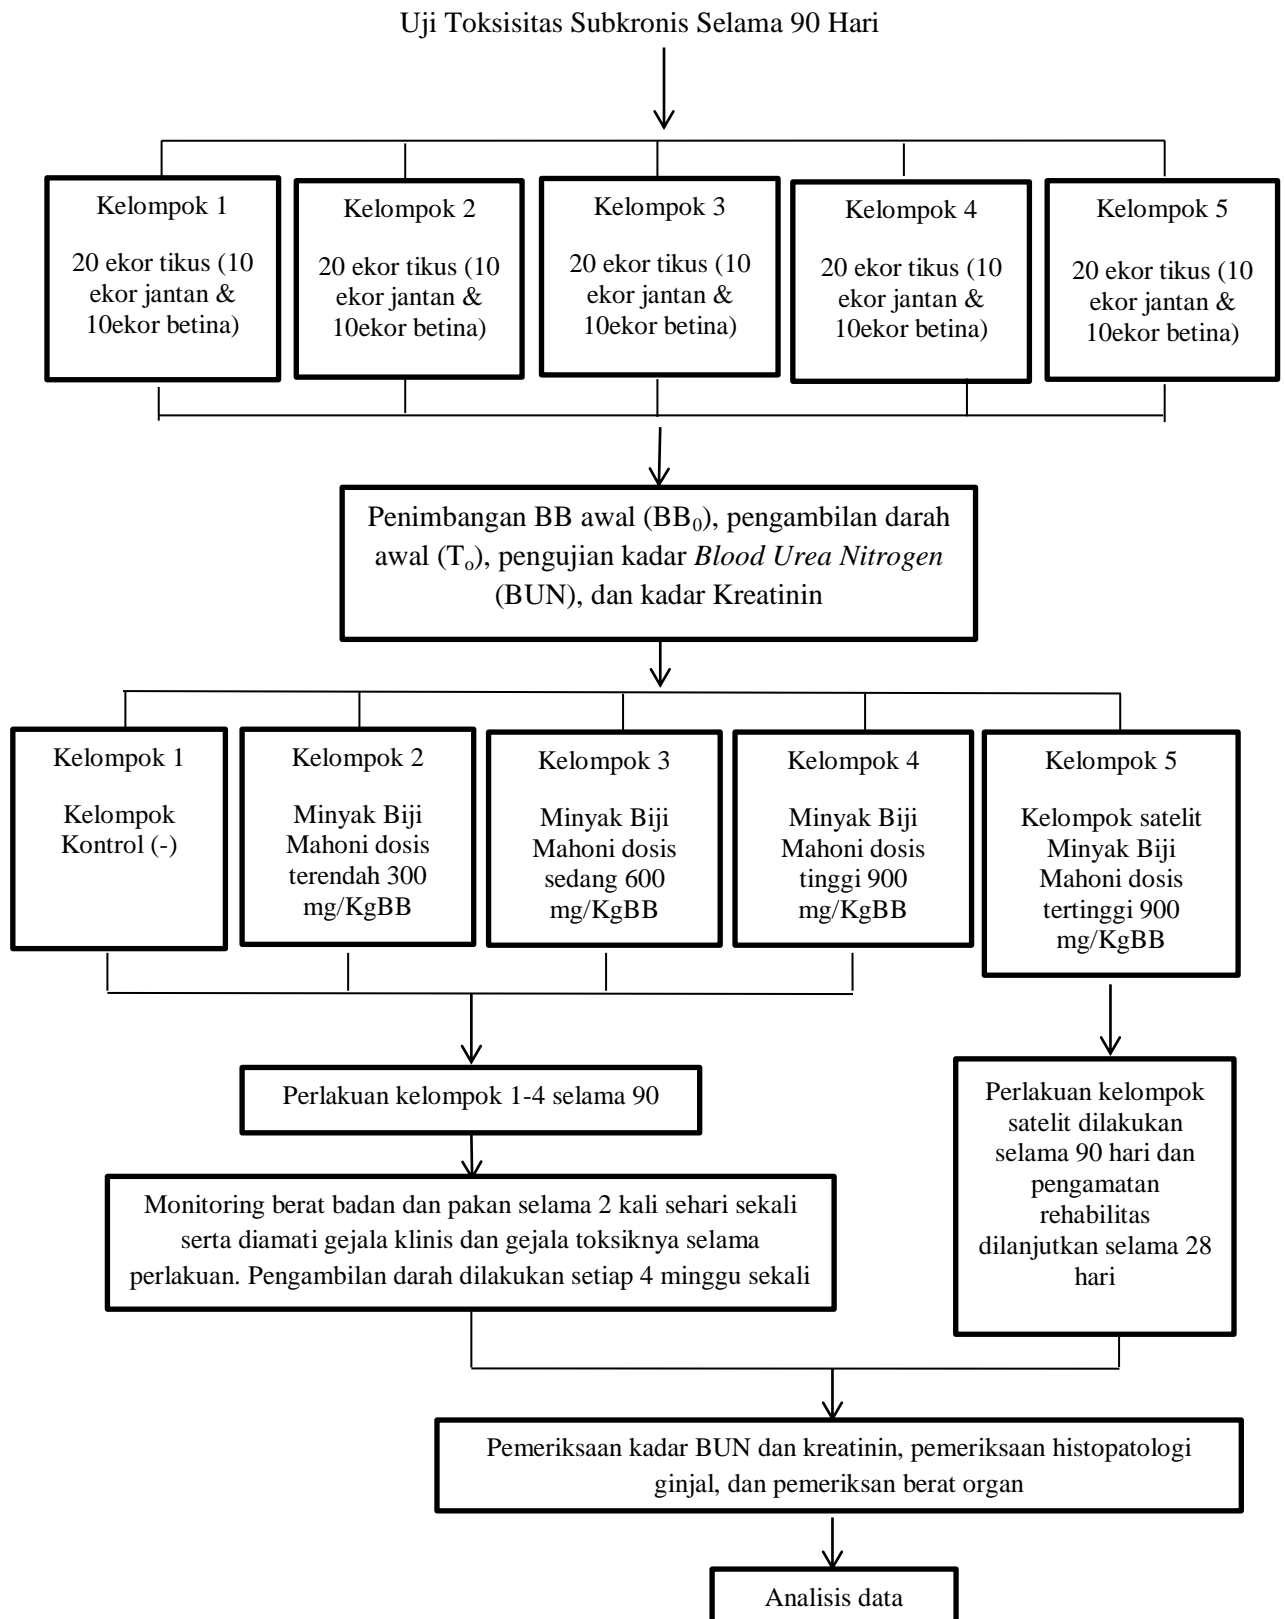 Uji Toksisitas Subkronis Selama 90 Hari
Kelompok 1
20 ekor tikus (10
ekor jantan &
10ekor betina)
Kelompok 2
20 ekor tikus (10
ekor jantan &
10ekor betina)
Kelompok 3
20 ekor tikus (10
ekor jantan &
10ekor betina)
Kelompok 4
20 ekor tikus (10
ekor jantan &
10ekor betina)
Kelompok 5
20 ekor tikus (10
ekor jantan &
10ekor betina)
Penimbangan BB awal (BB₀), pengambilan darah
awal (Tₒ), pengujian kadar Blood Urea Nitrogen
(BUN), dan kadar Kreatinin
Kelompok 1
Kelompok
Kontrol (-)
Kelompok 2
Minyak Biji
Mahoni dosis
terendah 300
mg/KgBB
Kelompok 3
Minyak Biji
Mahoni dosis
sedang 600
mg/KgBB
Kelompok 4
Minyak Biji
Mahoni dosis
tinggi 900
mg/KgBB
Kelompok 5
Kelompok satelit
Minyak Biji
Mahoni dosis
tertinggi 900
mg/KgBB
Perlakuan kelompok 1-4 selama 90
Monitoring berat badan dan pakan selama 2 kali sehari sekali
serta diamati gejala klinis dan gejala toksiknya selama
perlakuan. Pengambilan darah dilakukan setiap 4 minggu sekali
Perlakuan kelompok
satelit dilakukan
selama 90 hari dan
pengamatan
rehabilitas
dilanjutkan selama 28
hari
Pemeriksaan kadar BUN dan kreatinin, pemeriksaan histopatologi
ginjal, dan pemeriksan berat organ
Analisis data